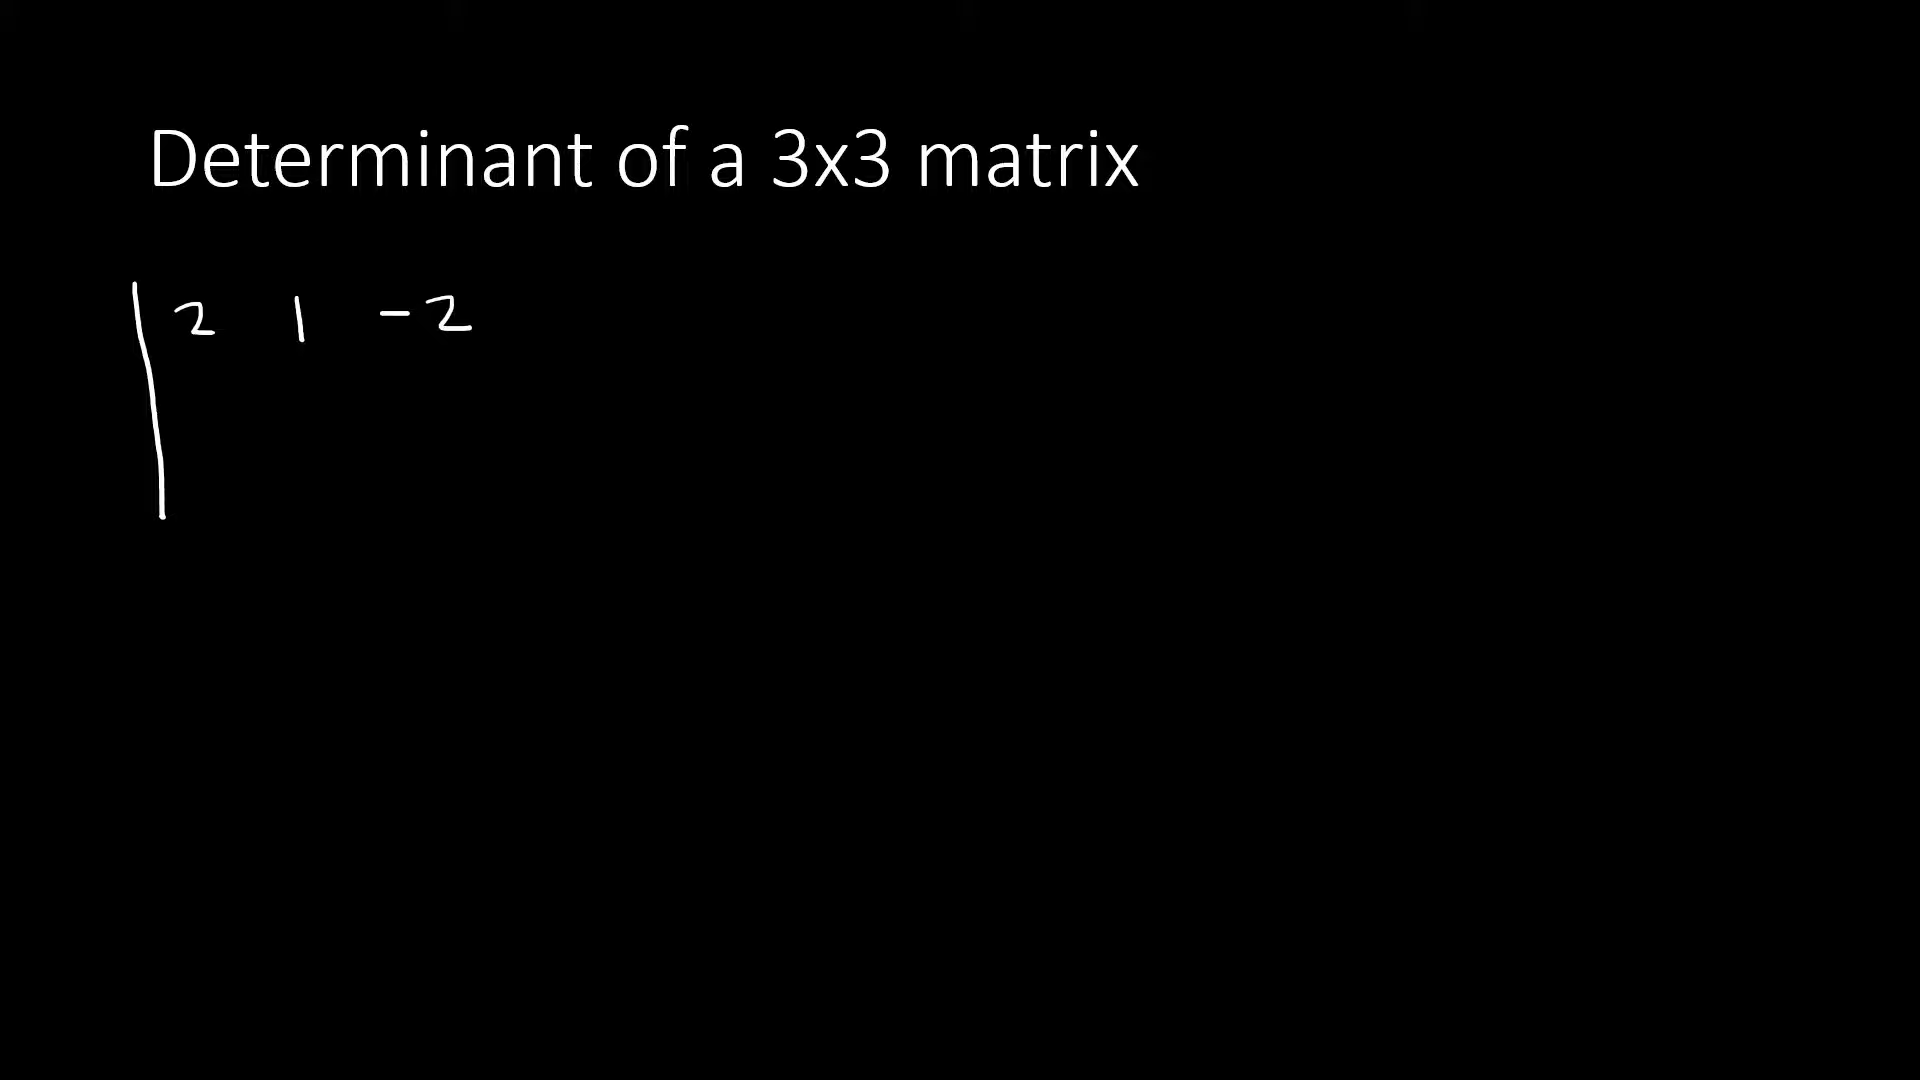 Determinant of a 3x3 matrix
| 2 1 -2